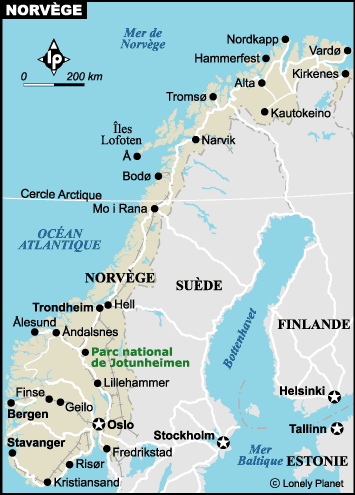 NORVÈGE
Mer de
Norvège
Nordkapp
Vardø
Hammerfest
Kirkenes
lp
0 200 km
Alta
Tromsø
Kautokeino
Îles
Lofoten
Narvik
Å
Bodø
Cercle Arctique
Mo i Rana
OCÉAN
ATLANTIQUE
NORVÈGE
SUÈDE
Trondheim
Hell
Ålesund
Åndalsnes
Bottenhavet
FINLANDE
Parc national
de Jotunheimen
Lillehammer
Finse
Geilo
Helsinki
Bergen
Oslo
Tallinn
Stavanger
Stockholm
Fredrikstad
Mer
Baltique
ESTONIE
Risør
Kristiansand
© Lonely Planet